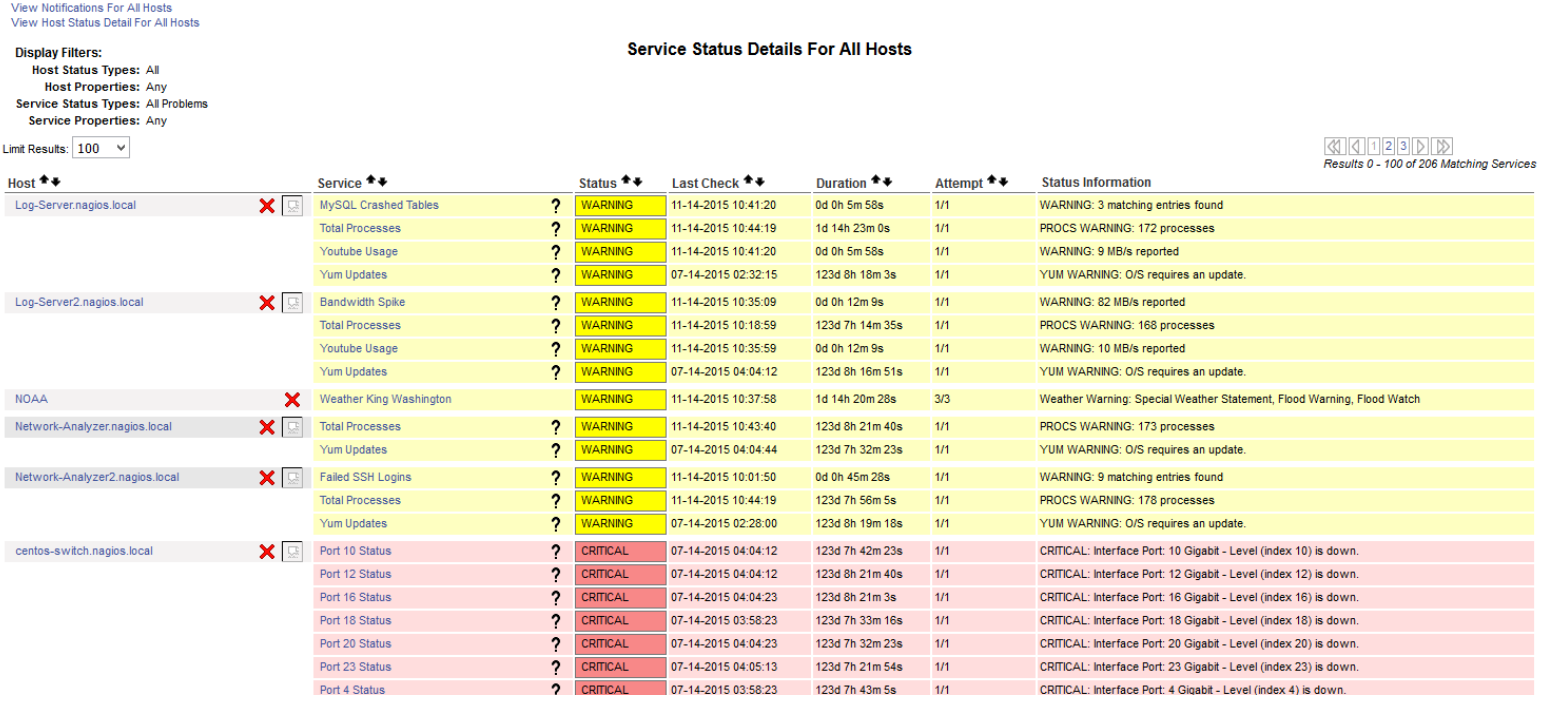 View Notifications For All Hosts
View Host Status Detail For All Hosts
Display Filters:
Host Status Types: All
Host Properties: Any
Service Status Types: All Problems
Service Properties: Any
Service Status Details For All Hosts
Limit Results: 100
1 2 3
Results 0 - 100 of 206 Matching Services
Host Service Status Last Check Duration Attempt Status Information
Log-Server.nagios.local MySQL Crashed Tables ? WARNING 11-14-2015 10:41:20 0d 0h 5m 58s 1/1 WARNING: 3 matching entries found
Total Processes ? WARNING 11-14-2015 10:44:19 1d 14h 23m 0s 1/1 PROCS WARNING: 172 processes
Youtube Usage ? WARNING 11-14-2015 10:41:20 0d 0h 5m 58s 1/1 WARNING: 9 MB/s reported
Yum Updates ? WARNING 07-14-2015 02:32:15 123d 8h 18m 3s 1/1 YUM WARNING: O/S requires an update.
Log-Server2.nagios.local Bandwidth Spike ? WARNING 11-14-2015 10:35:09 0d 0h 12m 9s 1/1 WARNING: 82 MB/s reported
Total Processes ? WARNING 11-14-2015 10:18:59 123d 7h 14m 35s 1/1 PROCS WARNING: 168 processes
Youtube Usage ? WARNING 11-14-2015 10:35:59 0d 0h 12m 9s 1/1 WARNING: 10 MB/s reported
Yum Updates ? WARNING 07-14-2015 04:04:12 123d 8h 16m 51s 1/1 YUM WARNING: O/S requires an update.
NOAA Weather King Washington WARNING 11-14-2015 10:37:58 1d 14h 20m 28s 3/3 Weather Warning: Special Weather Statement, Flood Warning, Flood Watch
Network-Analyzer.nagios.local Total Processes ? WARNING 11-14-2015 10:43:40 123d 8h 21m 40s 1/1 PROCS WARNING: 173 processes
Yum Updates ? WARNING 07-14-2015 04:04:44 123d 7h 32m 23s 1/1 YUM WARNING: O/S requires an update.
Network-Analyzer2.nagios.local Failed SSH Logins ? WARNING 11-14-2015 10:01:50 0d 0h 45m 28s 1/1 WARNING: 9 matching entries found
Total Processes ? WARNING 11-14-2015 10:44:19 123d 7h 56m 5s 1/1 PROCS WARNING: 178 processes
Yum Updates ? WARNING 07-14-2015 02:28:00 123d 8h 19m 18s 1/1 YUM WARNING: O/S requires an update.
centos-switch.nagios.local Port 10 Status ? CRITICAL 07-14-2015 04:04:12 123d 7h 42m 23s 1/1 CRITICAL: Interface Port: 10 Gigabit - Level (index 10) is down.
Port 12 Status ? CRITICAL 07-14-2015 04:04:12 123d 8h 21m 40s 1/1 CRITICAL: Interface Port: 12 Gigabit - Level (index 12) is down.
Port 16 Status ? CRITICAL 07-14-2015 04:04:23 123d 8h 21m 3s 1/1 CRITICAL: Interface Port: 16 Gigabit - Level (index 16) is down.
Port 18 Status ? CRITICAL 07-14-2015 03:58:23 123d 7h 33m 16s 1/1 CRITICAL: Interface Port: 18 Gigabit - Level (index 18) is down.
Port 20 Status ? CRITICAL 07-14-2015 04:04:23 123d 7h 32m 23s 1/1 CRITICAL: Interface Port: 20 Gigabit - Level (index 20) is down.
Port 23 Status ? CRITICAL 07-14-2015 04:05:13 123d 7h 21m 54s 1/1 CRITICAL: Interface Port: 23 Gigabit - Level (index 23) is down.
Port 4 Status ? CRITICAL 07-14-2015 03:58:23 123d 7h 43m 5s 1/1 CRITICAL: Interface Port: 4 Gigabit - Level (index 4) is down.